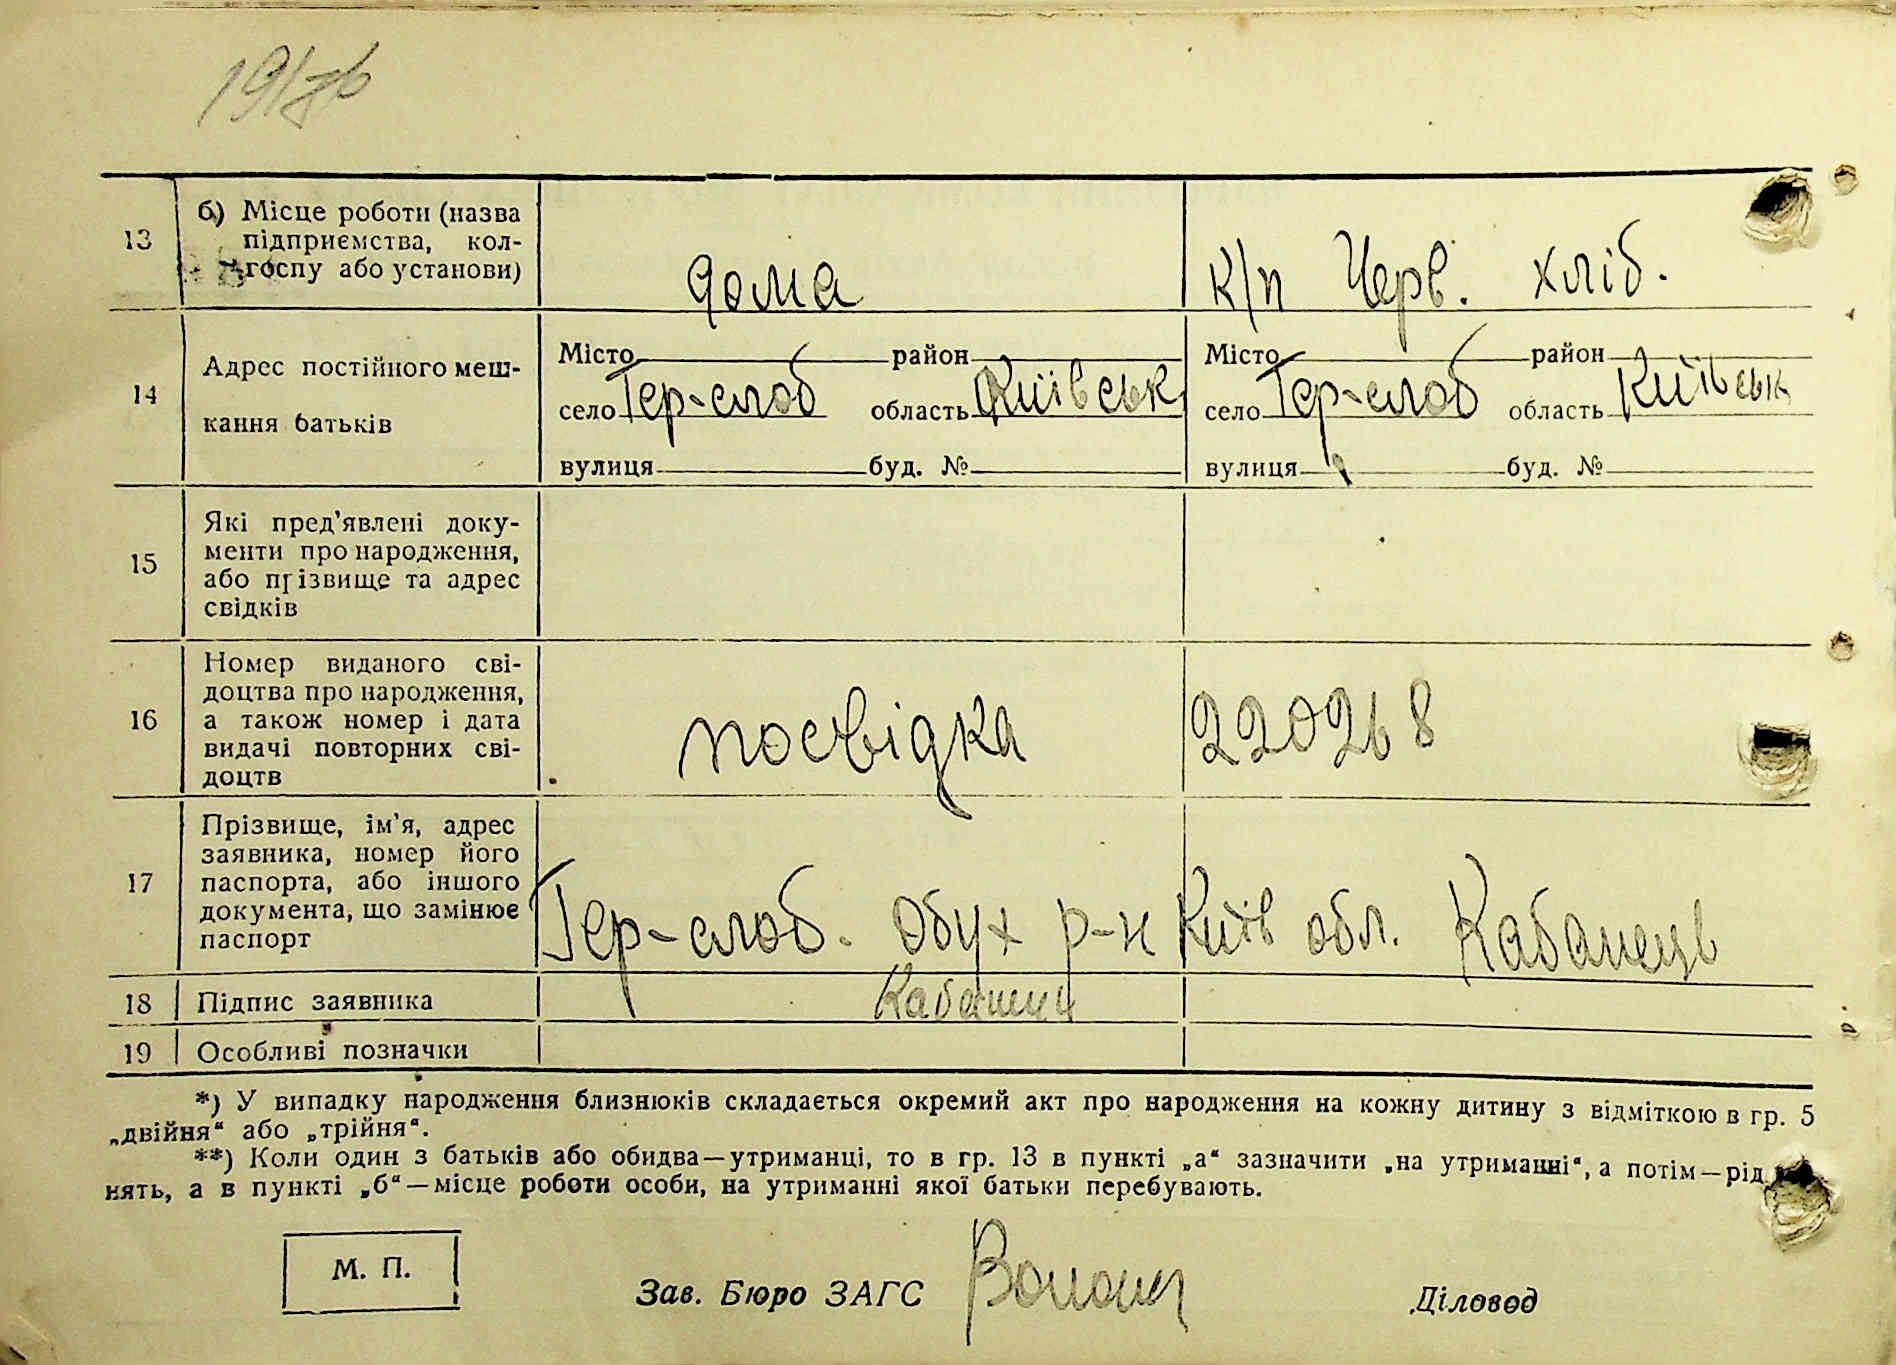 13
б) Місце роботи (назва
підприємства, кол-
госпу або установи)
дома
к/п Черв. хліб.
14
Адрес постійного меш-
кання батьків
Місто район
село Гер-слоб область Київськ
вулиця буд. №
Місто район
село Гер-слоб область Київськ
вулиця буд. №
15
Які пред'явлені доку-
менти про народження,
або прізвище та адрес
свідків
16
Номер виданого сві-
доцтва про народження,
а також номер і дата
видачі повторних сві-
доцтв
посвідка 220268
17
Прізвище, ім'я, адрес
заявника, номер його
паспорта, або іншого
документа, що замінює
паспорт
Гер-слоб. Обух р-н Київ обл. Кабанець
18
Підпис заявника
19
Особливі позначки
*) У випадку народження близнюків складається окремий акт про народження на кожну дитину з відміткою в гр. 5
„двійня“ або „трійня“.
**) Коли один з батьків або обидва—утриманці, то в гр. 13 в пункті „а“ зазначити „на утриманні“, а потім—рід
нять, а в пункті „б“—місце роботи особи, на утриманні якої батьки перебувають.
М. П.
Зав. Бюро ЗАГС
Діловод